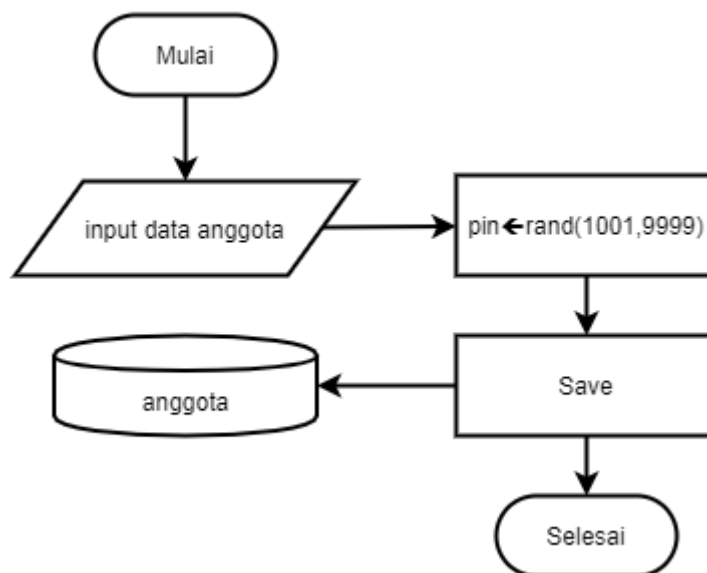 Mulai
input data anggota
pin🡰rand(1001,9999)
Save
anggota
Selesai